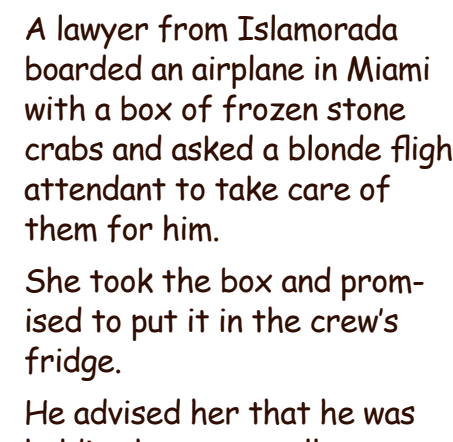 A lawyer from Islamorada
boarded an airplane in Miami
with a box of frozen stone
crabs and asked a blonde fligh
attendant to take care of
them for him.
She took the box and prom-
ised to put it in the crew's
fridge.
He advised her that he was